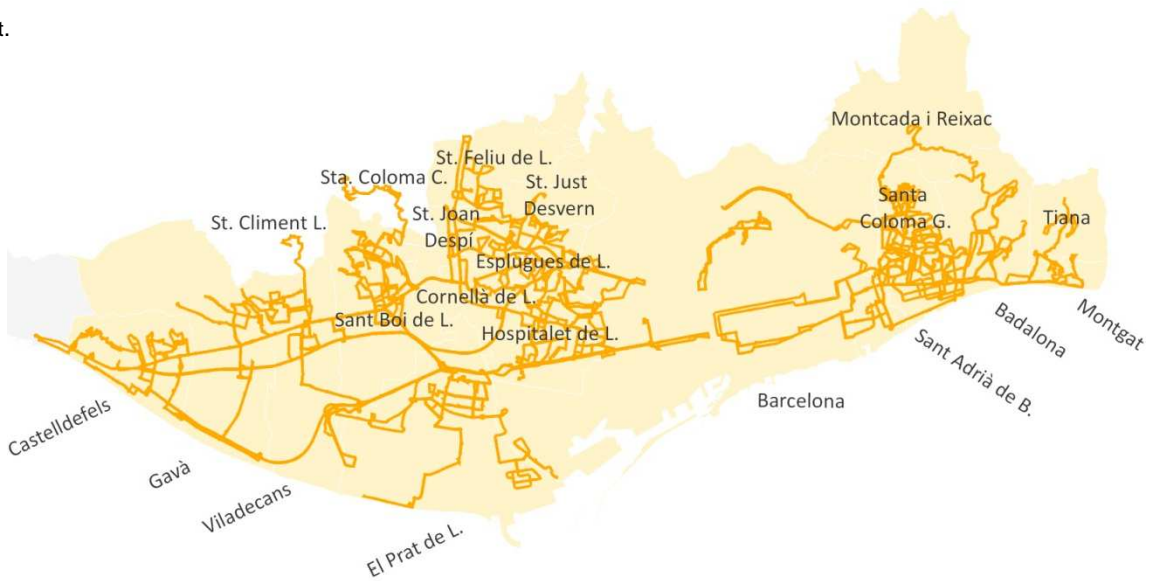 t.
Montcada i Reixac
St. Feliu de L.
Sta. Coloma C.
St. Just
Desvern
Santa
Coloma G.
St. Climent L.
St. Joan
Despí
Tiana
Esplugues de L.
Cornellà de L.
Sant Boi de L.
Hospitalet de L.
Montgat
Badalona
Sant Adrià de B.
Barcelona
Castelldefels
Gavà
Viladecans
El Prat de L.